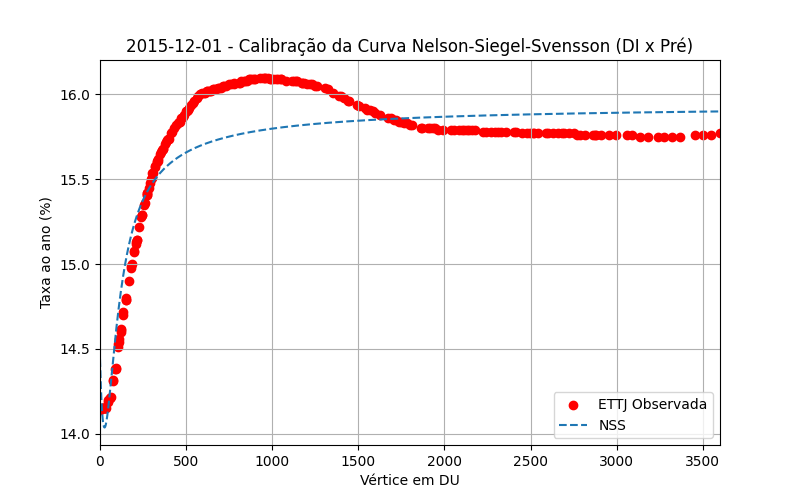 2015-12-01 - Calibração da Curva Nelson-Siegel-Svensson (DI x Pré)
Taxa ao ano (%)
16.0
15.5
15.0
14.5
14.0
0 500 1000 1500 2000 2500 3000 3500
Vértice em DU
ETTJ Observada
NSS